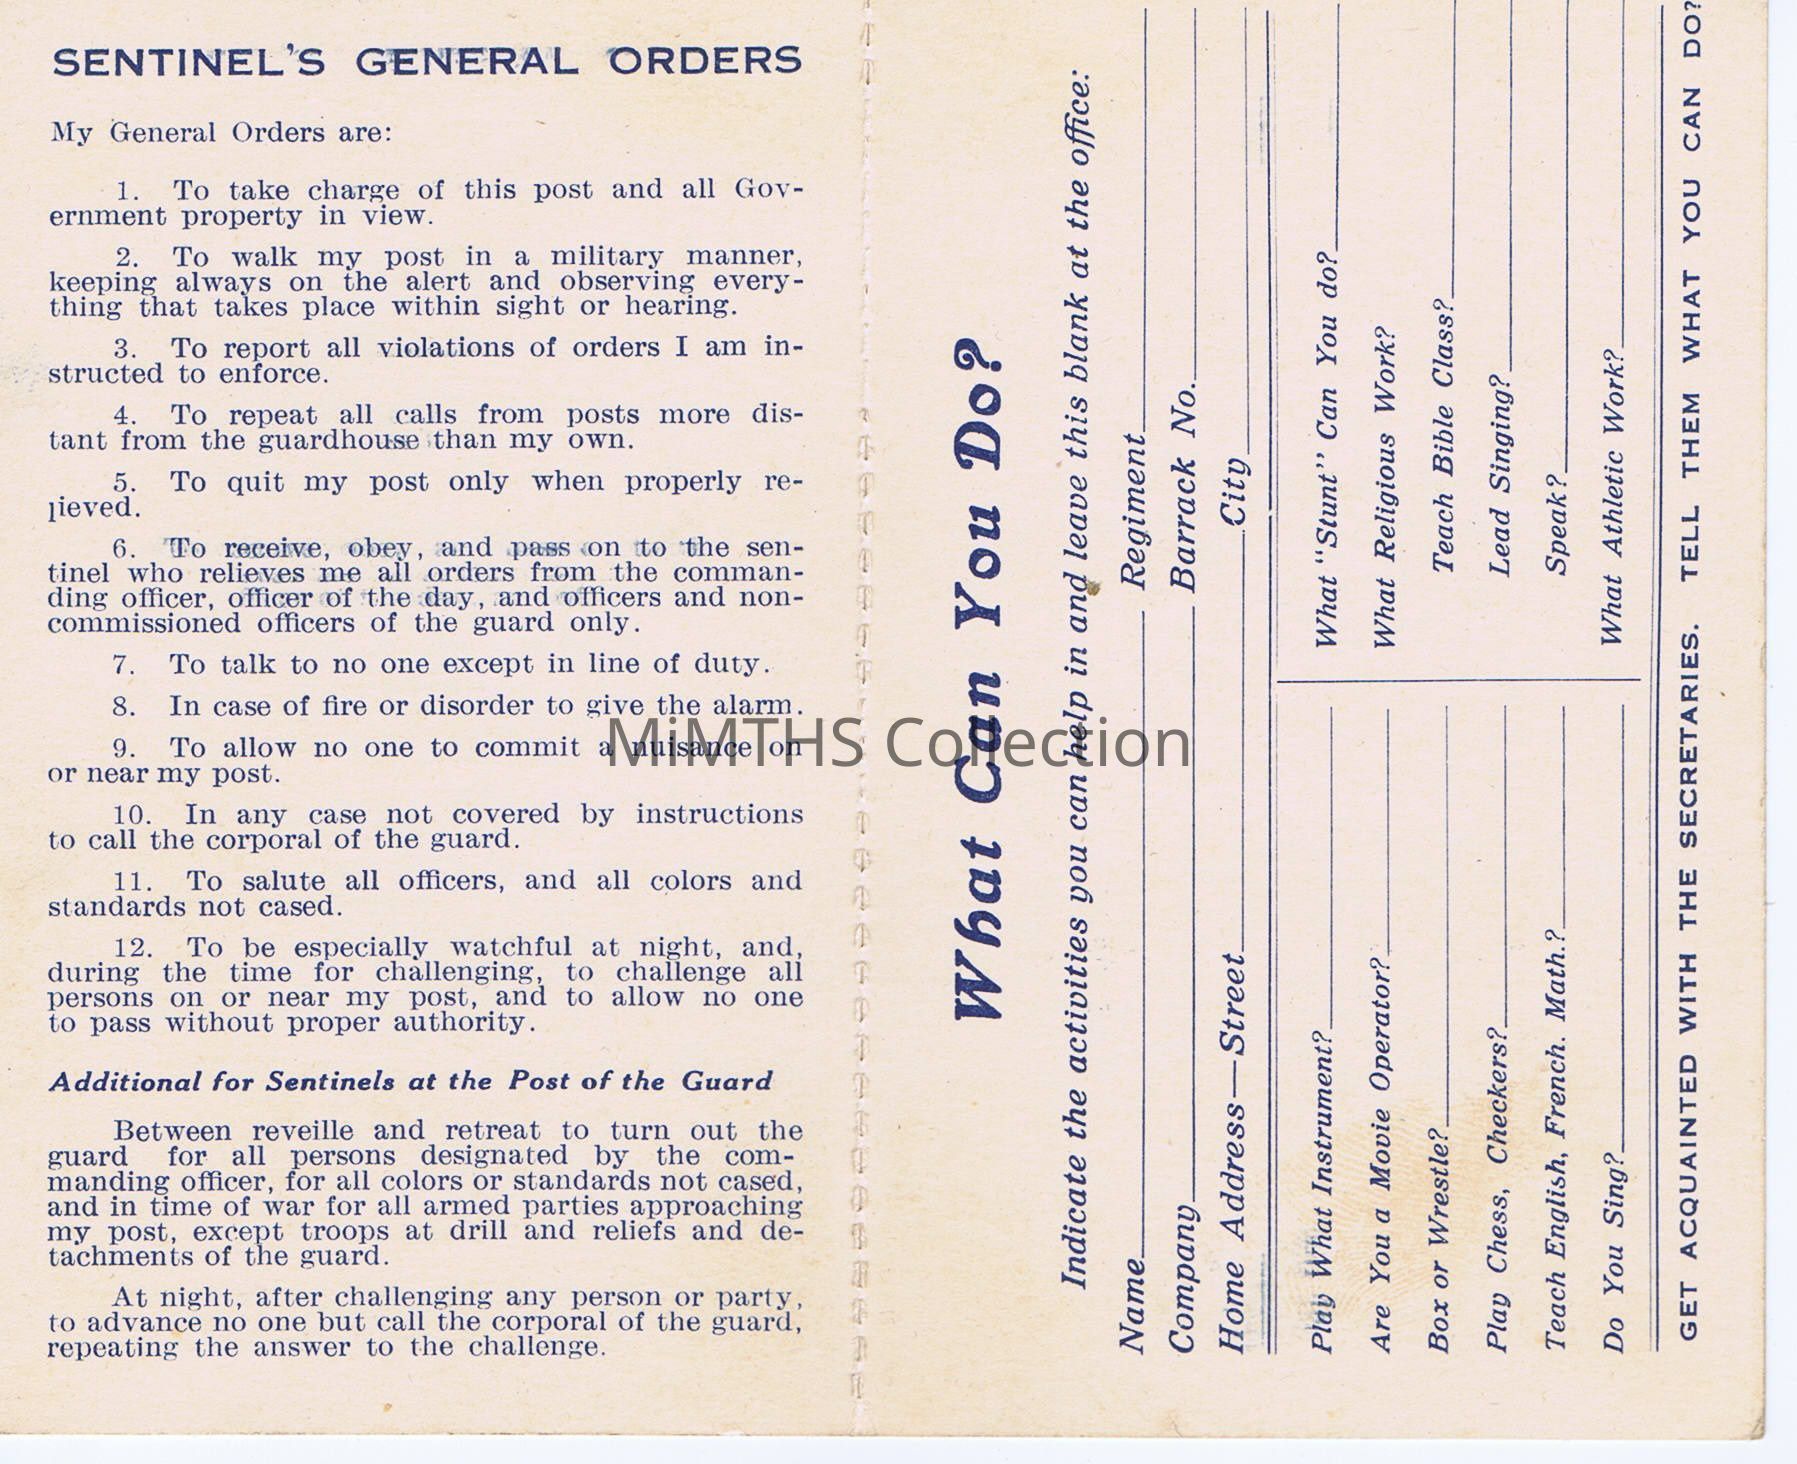 SENTINEL'S GENERAL ORDERS
My General Orders are:
1. To take charge of this post and all Gov-
ernment property in view.
2. To walk my post in a military manner,
keeping always on the alert and observing every-
thing that takes place within sight or hearing.
3. To report all violations of orders I am in-
structed to enforce.
4. To repeat all calls from posts more dis-
tant from the guardhouse than my own.
5. To quit my post only when properly re-
lieved.
6. To receive, obey, and pass on to the sen-
tinel who relieves me all orders from the comman-
ding officer, officer of the day, and officers and non-
commissioned officers of the guard only.
7. To talk to no one except in line of duty.
8. In case of fire or disorder to give the alarm.
9. To allow no one to commit a nuisance on
or near my post.
10. In any case not covered by instructions
to call the corporal of the guard.
11. To salute all officers, and all colors and
standards not cased.
12. To be especially watchful at night, and,
during the time for challenging, to challenge all
persons on or near my post, and to allow no one
to pass without proper authority.
Additional for Sentinels at the Post of the Guard
Between reveille and retreat to turn out the
guard for all persons designated by the com-
manding officer, for all colors or standards not cased,
and in time of war for all armed parties approaching
my post, except troops at drill and reliefs and de-
tachments of the guard.
At night, after challenging any person or party,
to advance no one but call the corporal of the guard,
repeating the answer to the challenge.
What Can You Do?
Indicate the activities you can help in and leave this blank at the office:
Name Regiment
Company Barrack No.
Home Address—Street City
Play What Instrument?
Are You a Movie Operator?
Box or Wrestle?
Play Chess, Checkers?
Teach English, French. Math.?
Do You Sing?
What "Stunt" Can You do?
What Religious Work?
Teach Bible Class?
Lead Singing?
Speak?
What Athletic Work?
GET ACQUAINTED WITH THE SECRETARIES. TELL THEM WHAT YOU CAN DO?
MiMTHS Collection